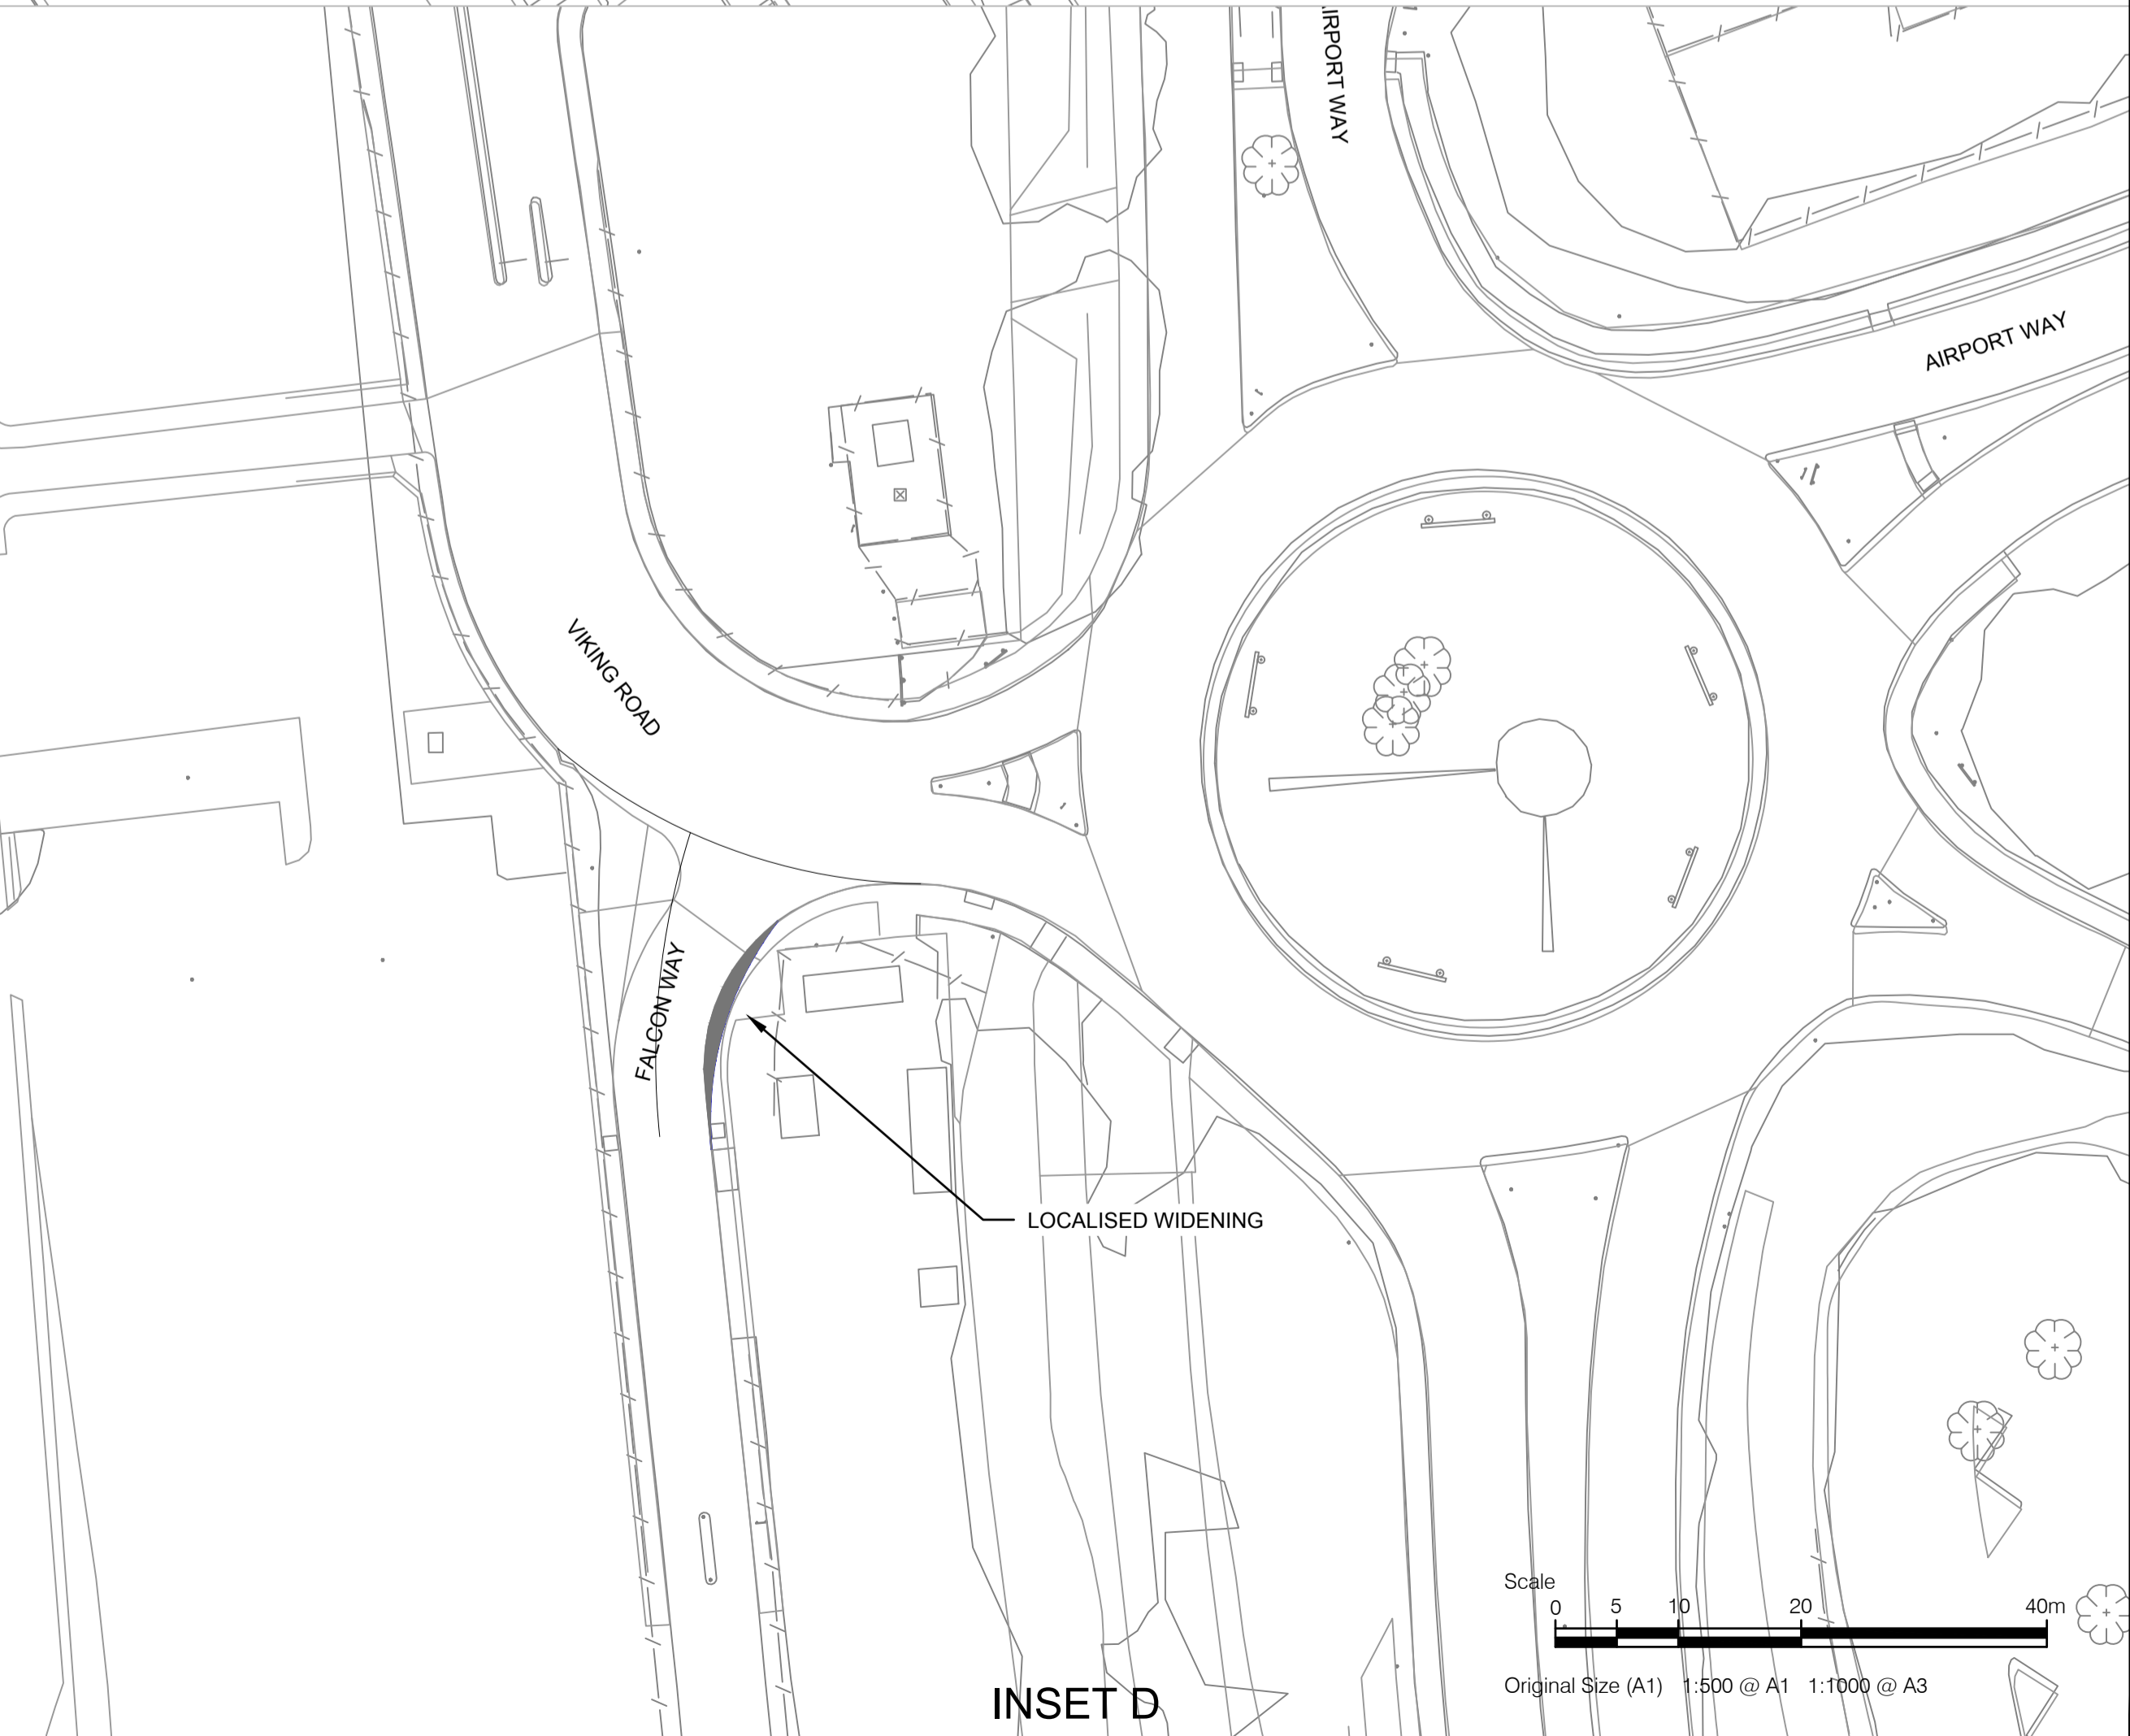 AIRPORT WAY
AIRPORT WAY
VIKING ROAD
FALCON WAY
LOCALISED WIDENING
Scale
0 5 10 20 40m
Original Size (A1) 1:500 @ A1 1:1000 @ A3
INSET D